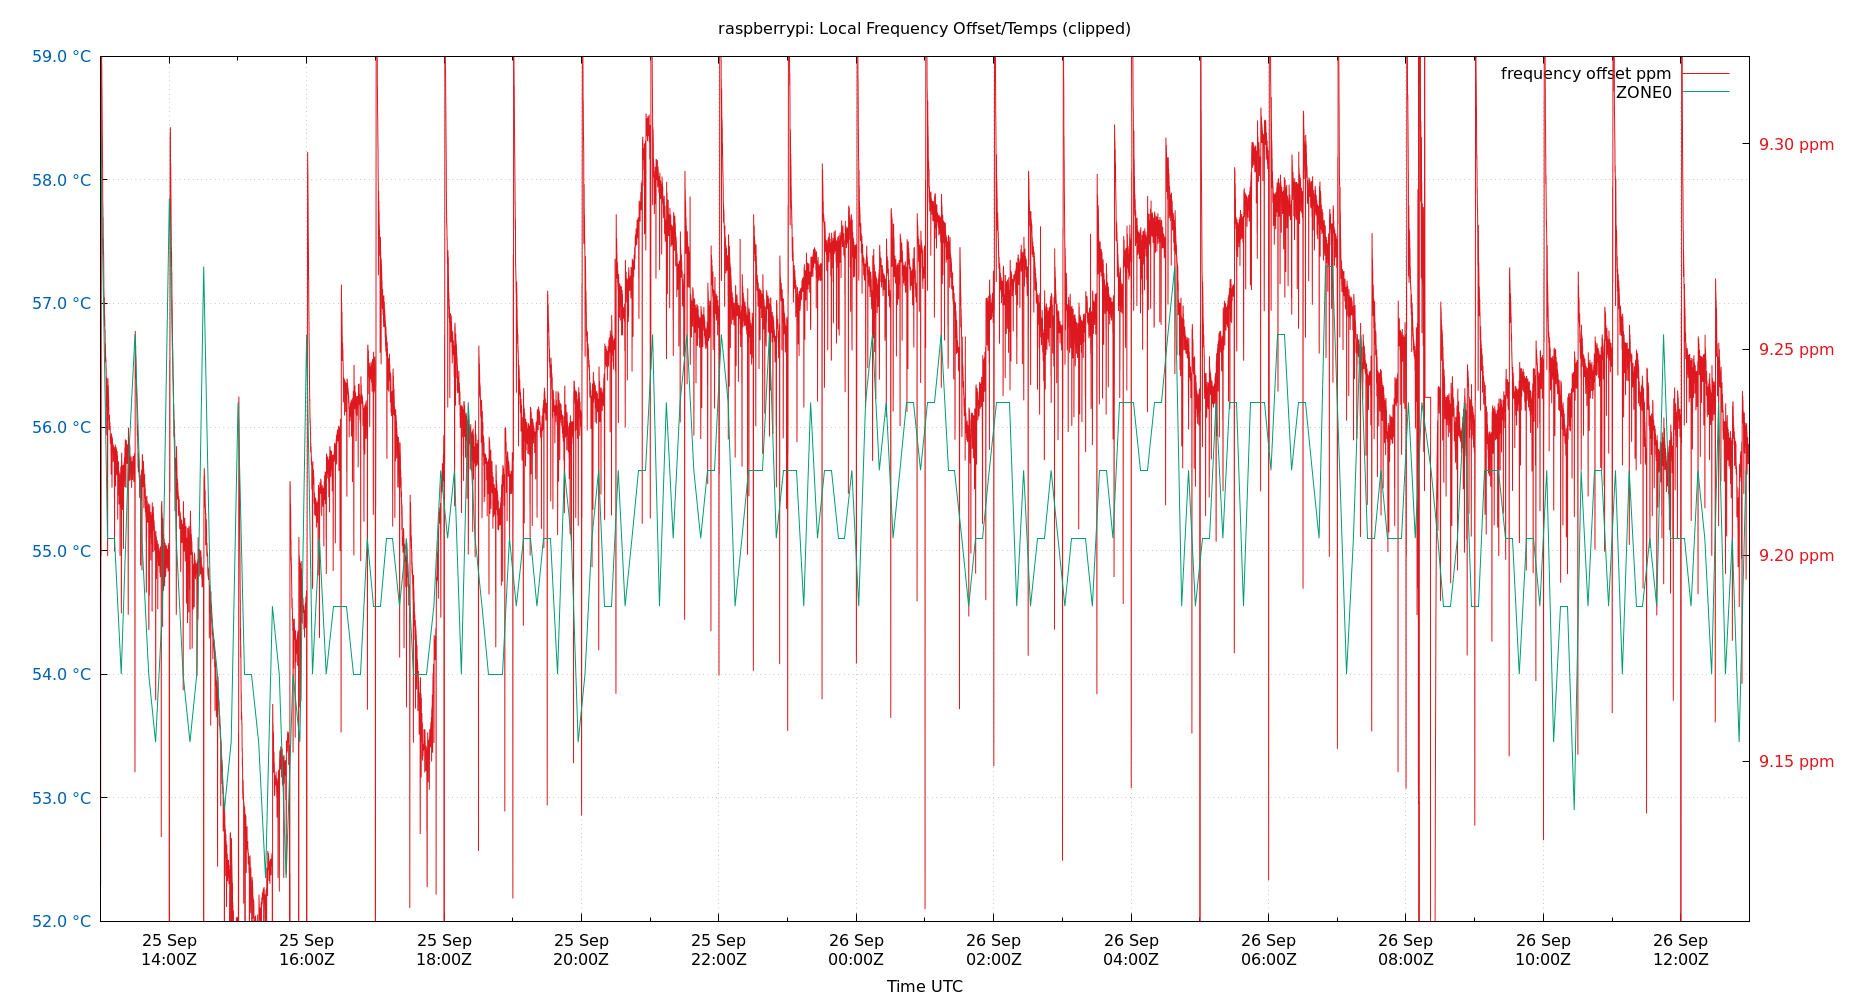 raspberrypi: Local Frequency Offset/Temps (clipped)
59.0 °C
58.0 °C
57.0 °C
56.0 °C
55.0 °C
54.0 °C
53.0 °C
52.0 °C
frequency offset ppm
ZONE0
9.30 ppm
9.25 ppm
9.20 ppm
9.15 ppm
25 Sep 25 Sep 25 Sep 25 Sep 25 Sep 26 Sep 26 Sep 26 Sep 26 Sep 26 Sep 26 Sep 26 Sep
14:00Z 16:00Z 18:00Z 20:00Z 22:00Z 00:00Z 02:00Z 04:00Z 06:00Z 08:00Z 10:00Z 12:00Z
Time UTC